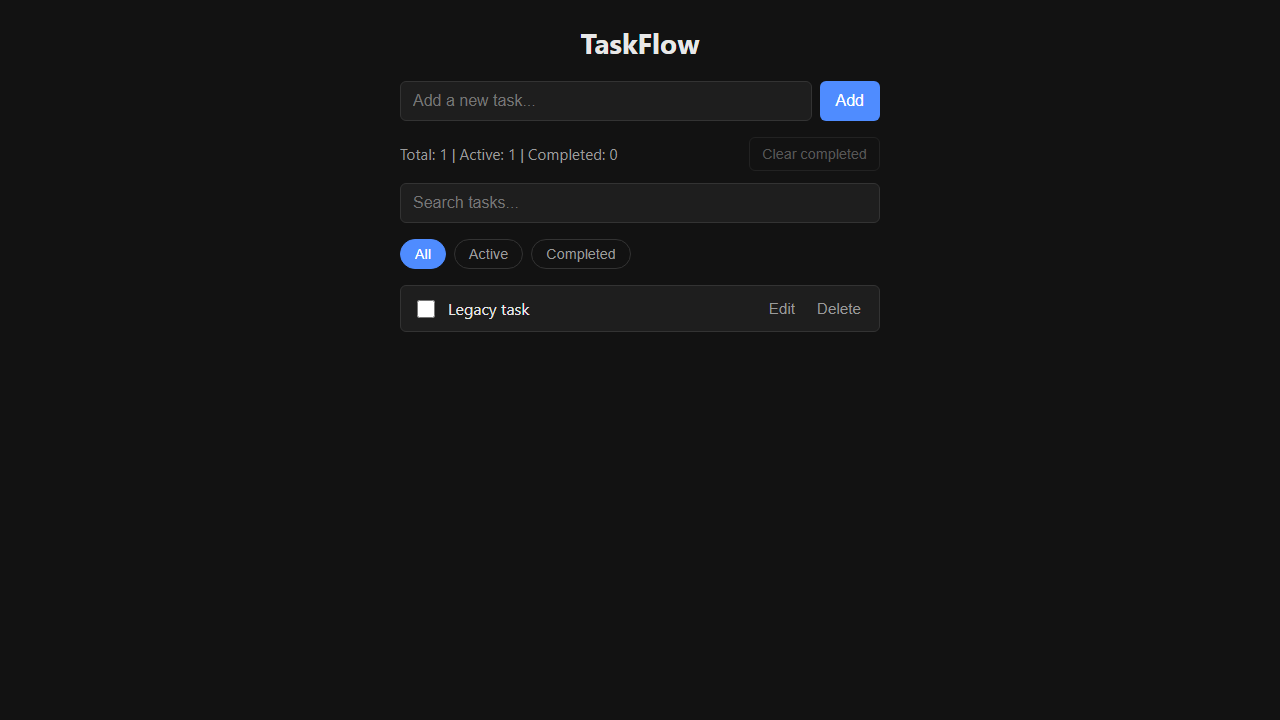 TaskFlow
Add a new task... Add
Total: 1 | Active: 1 | Completed: 0 Clear completed
Search tasks...
All Active Completed
Legacy task Edit Delete